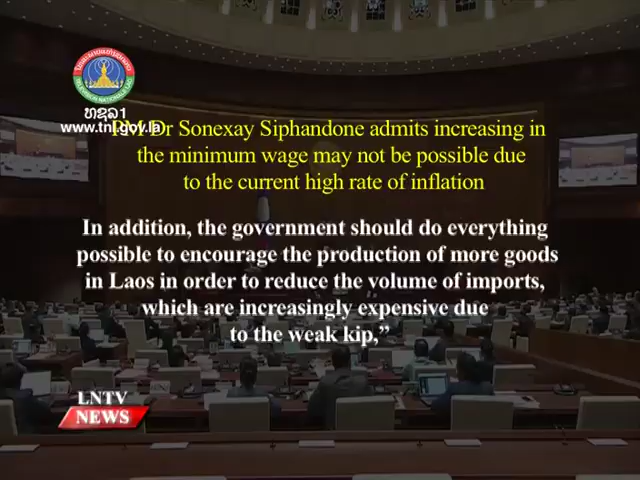 ທຊລ1
www.tnl.gov.la
PM Dr Sonexay Siphandone admits increasing in
the minimum wage may not be possible due
to the current high rate of inflation
In addition, the government should do everything
possible to encourage the production of more goods
in Laos in order to reduce the volume of imports,
which are increasingly expensive due
to the weak kip,”
LNTV
NEWS